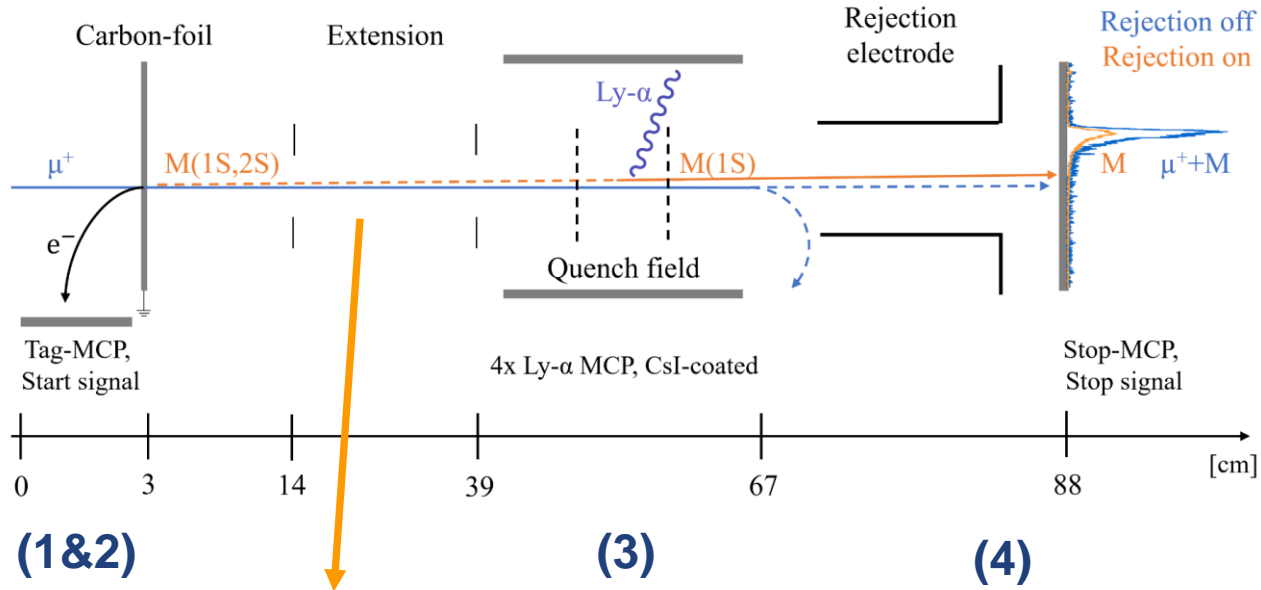 Carbon-foil
Extension
Rejection
electrode
Rejection off
Rejection on
Ly-α
μ⁺
M(1S,2S)
M(1S)
M
μ⁺+M
e⁻
Quench field
Tag-MCP,
Start signal
4x Ly-α MCP, CsI-coated
Stop-MCP,
Stop signal
[cm]
0 3 14 39 67 88
(1&2) (3) (4)